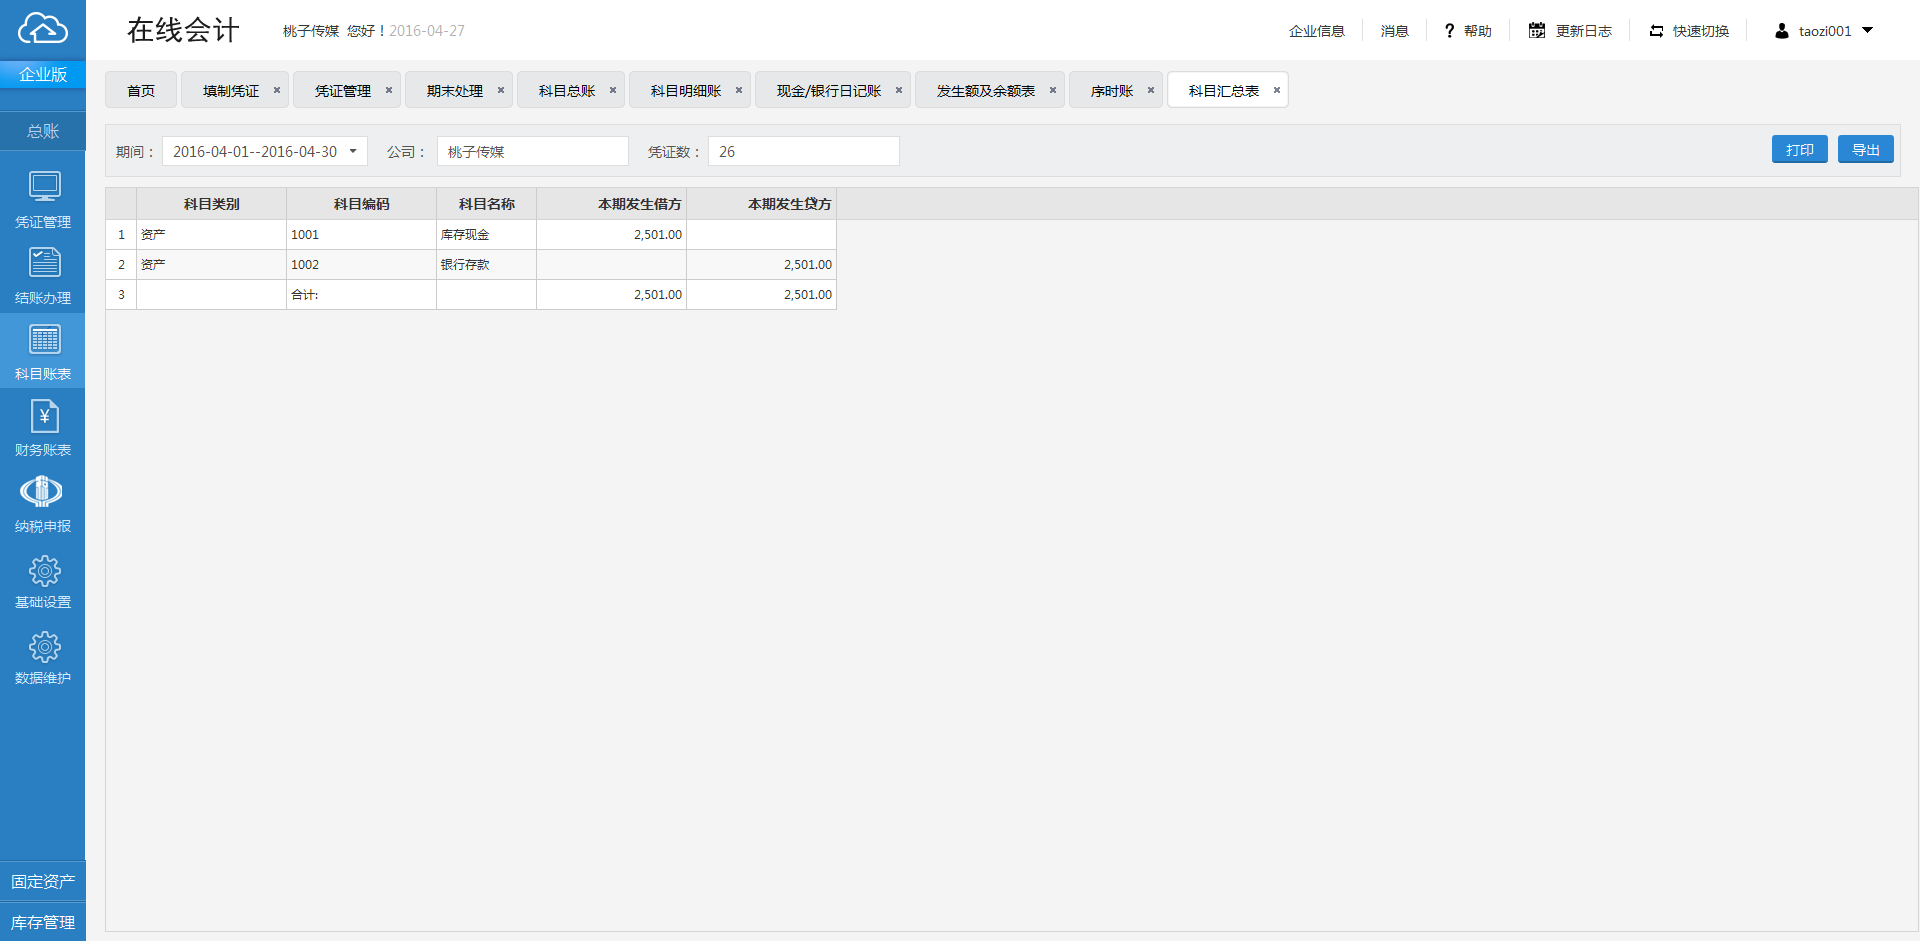 在线会计 桃子传媒 您好！2016-04-27 企业信息 消息 ? 帮助 更新日志 快速切换 taozi001
企业版
首页 填制凭证 × 凭证管理 × 期末处理 × 科目总账 × 科目明细账 × 现金/银行日记账 × 发生额及余额表 × 序时账 × 科目汇总表 ×
总账
期间： 2016-04-01--2016-04-30 公司： 桃子传媒 凭证数： 26 打印 导出
科目类别 科目编码 科目名称 本期发生借方 本期发生贷方
1 资产 1001 库存现金 2,501.00
2 资产 1002 银行存款 2,501.00
3 合计: 2,501.00 2,501.00
凭证管理
结账办理
科目账表
¥
财务账表
纳税申报
基础设置
数据维护
固定资产
库存管理